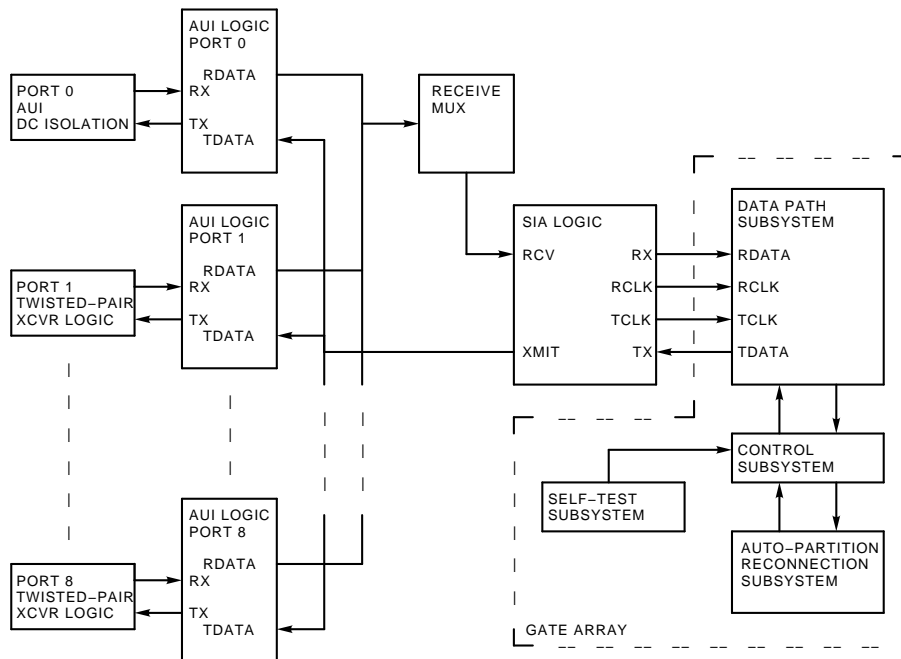 AUI LOGIC
PORT 0
RDATA
RX
TX
TDATA
PORT 0
AUI
DC ISOLATION
RECEIVE
MUX
AUI LOGIC
PORT 1
RDATA
RX
TX
TDATA
PORT 1
TWISTED–PAIR
XCVR LOGIC
SIA LOGIC
RCV
RX
RCLK
TCLK
XMIT
TX
DATA PATH
SUBSYSTEM
RDATA
RCLK
TCLK
TDATA
CONTROL
SUBSYSTEM
SELF–TEST
SUBSYSTEM
AUTO–PARTITION
RECONNECTION
SUBSYSTEM
AUI LOGIC
PORT 8
RDATA
RX
TX
TDATA
PORT 8
TWISTED–PAIR
XCVR LOGIC
GATE ARRAY